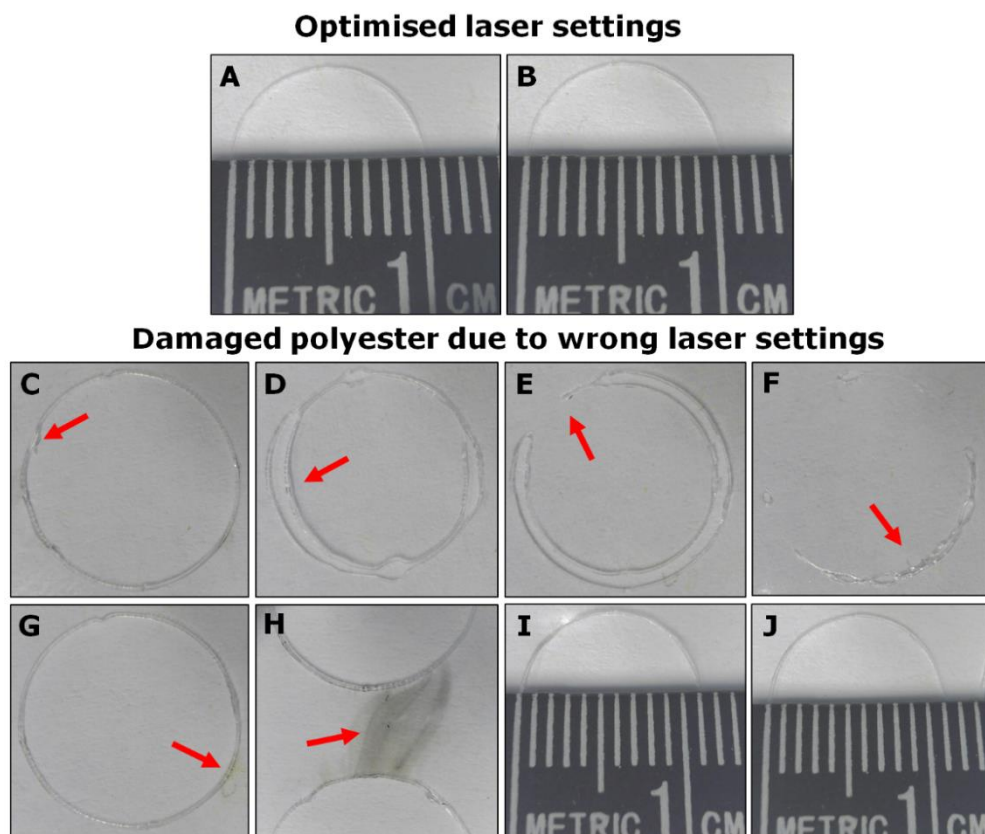 Optimised laser settings
A
B
METRIC 1 CM
METRIC 1 CM
Damaged polyester due to wrong laser settings
C
D
E
F
G
H
I
J
METRIC 1 CM
METRIC 1 CM